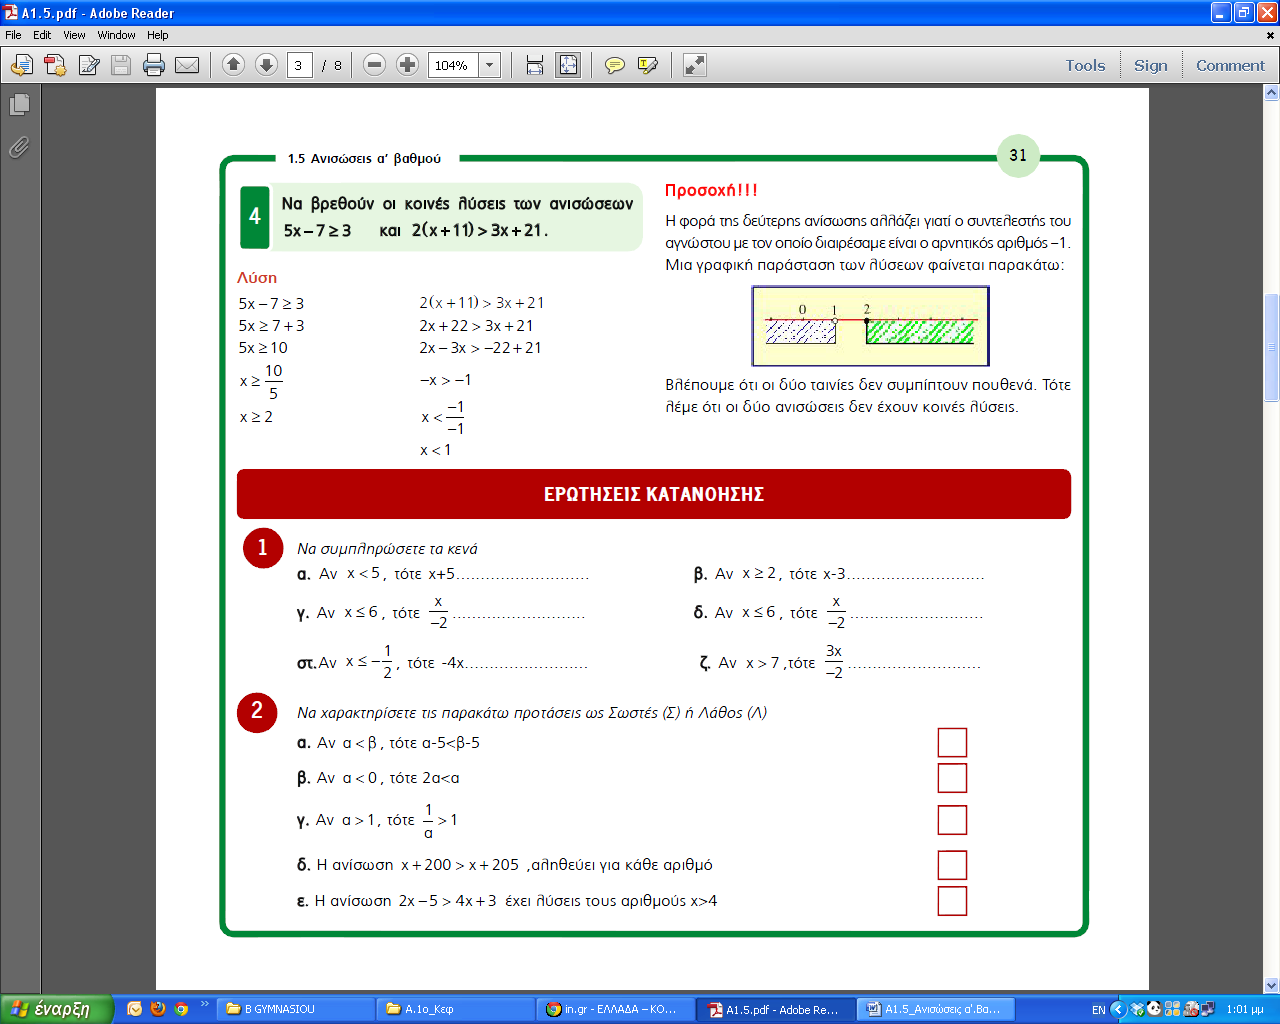 A1.5.pdf - Adobe Reader
File Edit View Window Help
3 / 8 104% Tools Sign Comment
1.5 Ανισώσεις α' βαθμού
31
4
Να βρεθούν οι κοινές λύσεις των ανισώσεων
5x – 7 ≥ 3 και 2(x + 11) > 3x + 21 .
Λύση
5x – 7 ≥ 3
5x ≥ 7 + 3
5x ≥ 10
x ≥ 10/5
x ≥ 2
2(x + 11) > 3x + 21
2x + 22 > 3x + 21
2x – 3x > –22 + 21
–x > –1
x < –1/–1
x < 1
Προσοχή!!!
Η φορά της δεύτερης ανίσωσης αλλάζει γιατί ο συντελεστής του
αγνώστου με τον οποίο διαιρέσαμε είναι ο αρνητικός αριθμός –1.
Μια γραφική παράσταση των λύσεων φαίνεται παρακάτω:
0 1 2
Βλέπουμε ότι οι δύο ταινίες δεν συμπίπτουν πουθενά. Τότε
λέμε ότι οι δύο ανισώσεις δεν έχουν κοινές λύσεις.
ΕΡΩΤΗΣΕΙΣ ΚΑΤΑΝΟΗΣΗΣ
1 Να συμπληρώσετε τα κενά
α. Αν x < 5 , τότε x+5........................... β. Αν x ≥ 2 , τότε x-3............................
γ. Αν x ≤ 6 , τότε x/–2 ........................... δ. Αν x ≤ 6 , τότε x/–2 ...........................
στ.Αν x ≤ –1/2 , τότε -4x......................... ζ. Αν x > 7 ,τότε 3x/–2 ...........................
2 Να χαρακτηρίσετε τις παρακάτω προτάσεις ως Σωστές (Σ) ή Λάθος (Λ)
α. Αν α < β , τότε α-5<β-5
β. Αν α < 0 , τότε 2α<α
γ. Αν α > 1 , τότε 1/α > 1
δ. Η ανίσωση x + 200 > x + 205 ,αληθεύει για κάθε αριθμό
ε. Η ανίσωση 2x – 5 > 4x + 3 έχει λύσεις τους αριθμούς x>4
έναρξη B GYMNASIOU Α.1ο_Κεφ in.gr - ΕΛΛΑΔΑ – ΚΟ... A1.5.pdf - Adobe Re... Α1.5_Ανισώσεις α'.Βα... EN 1:01 μμ